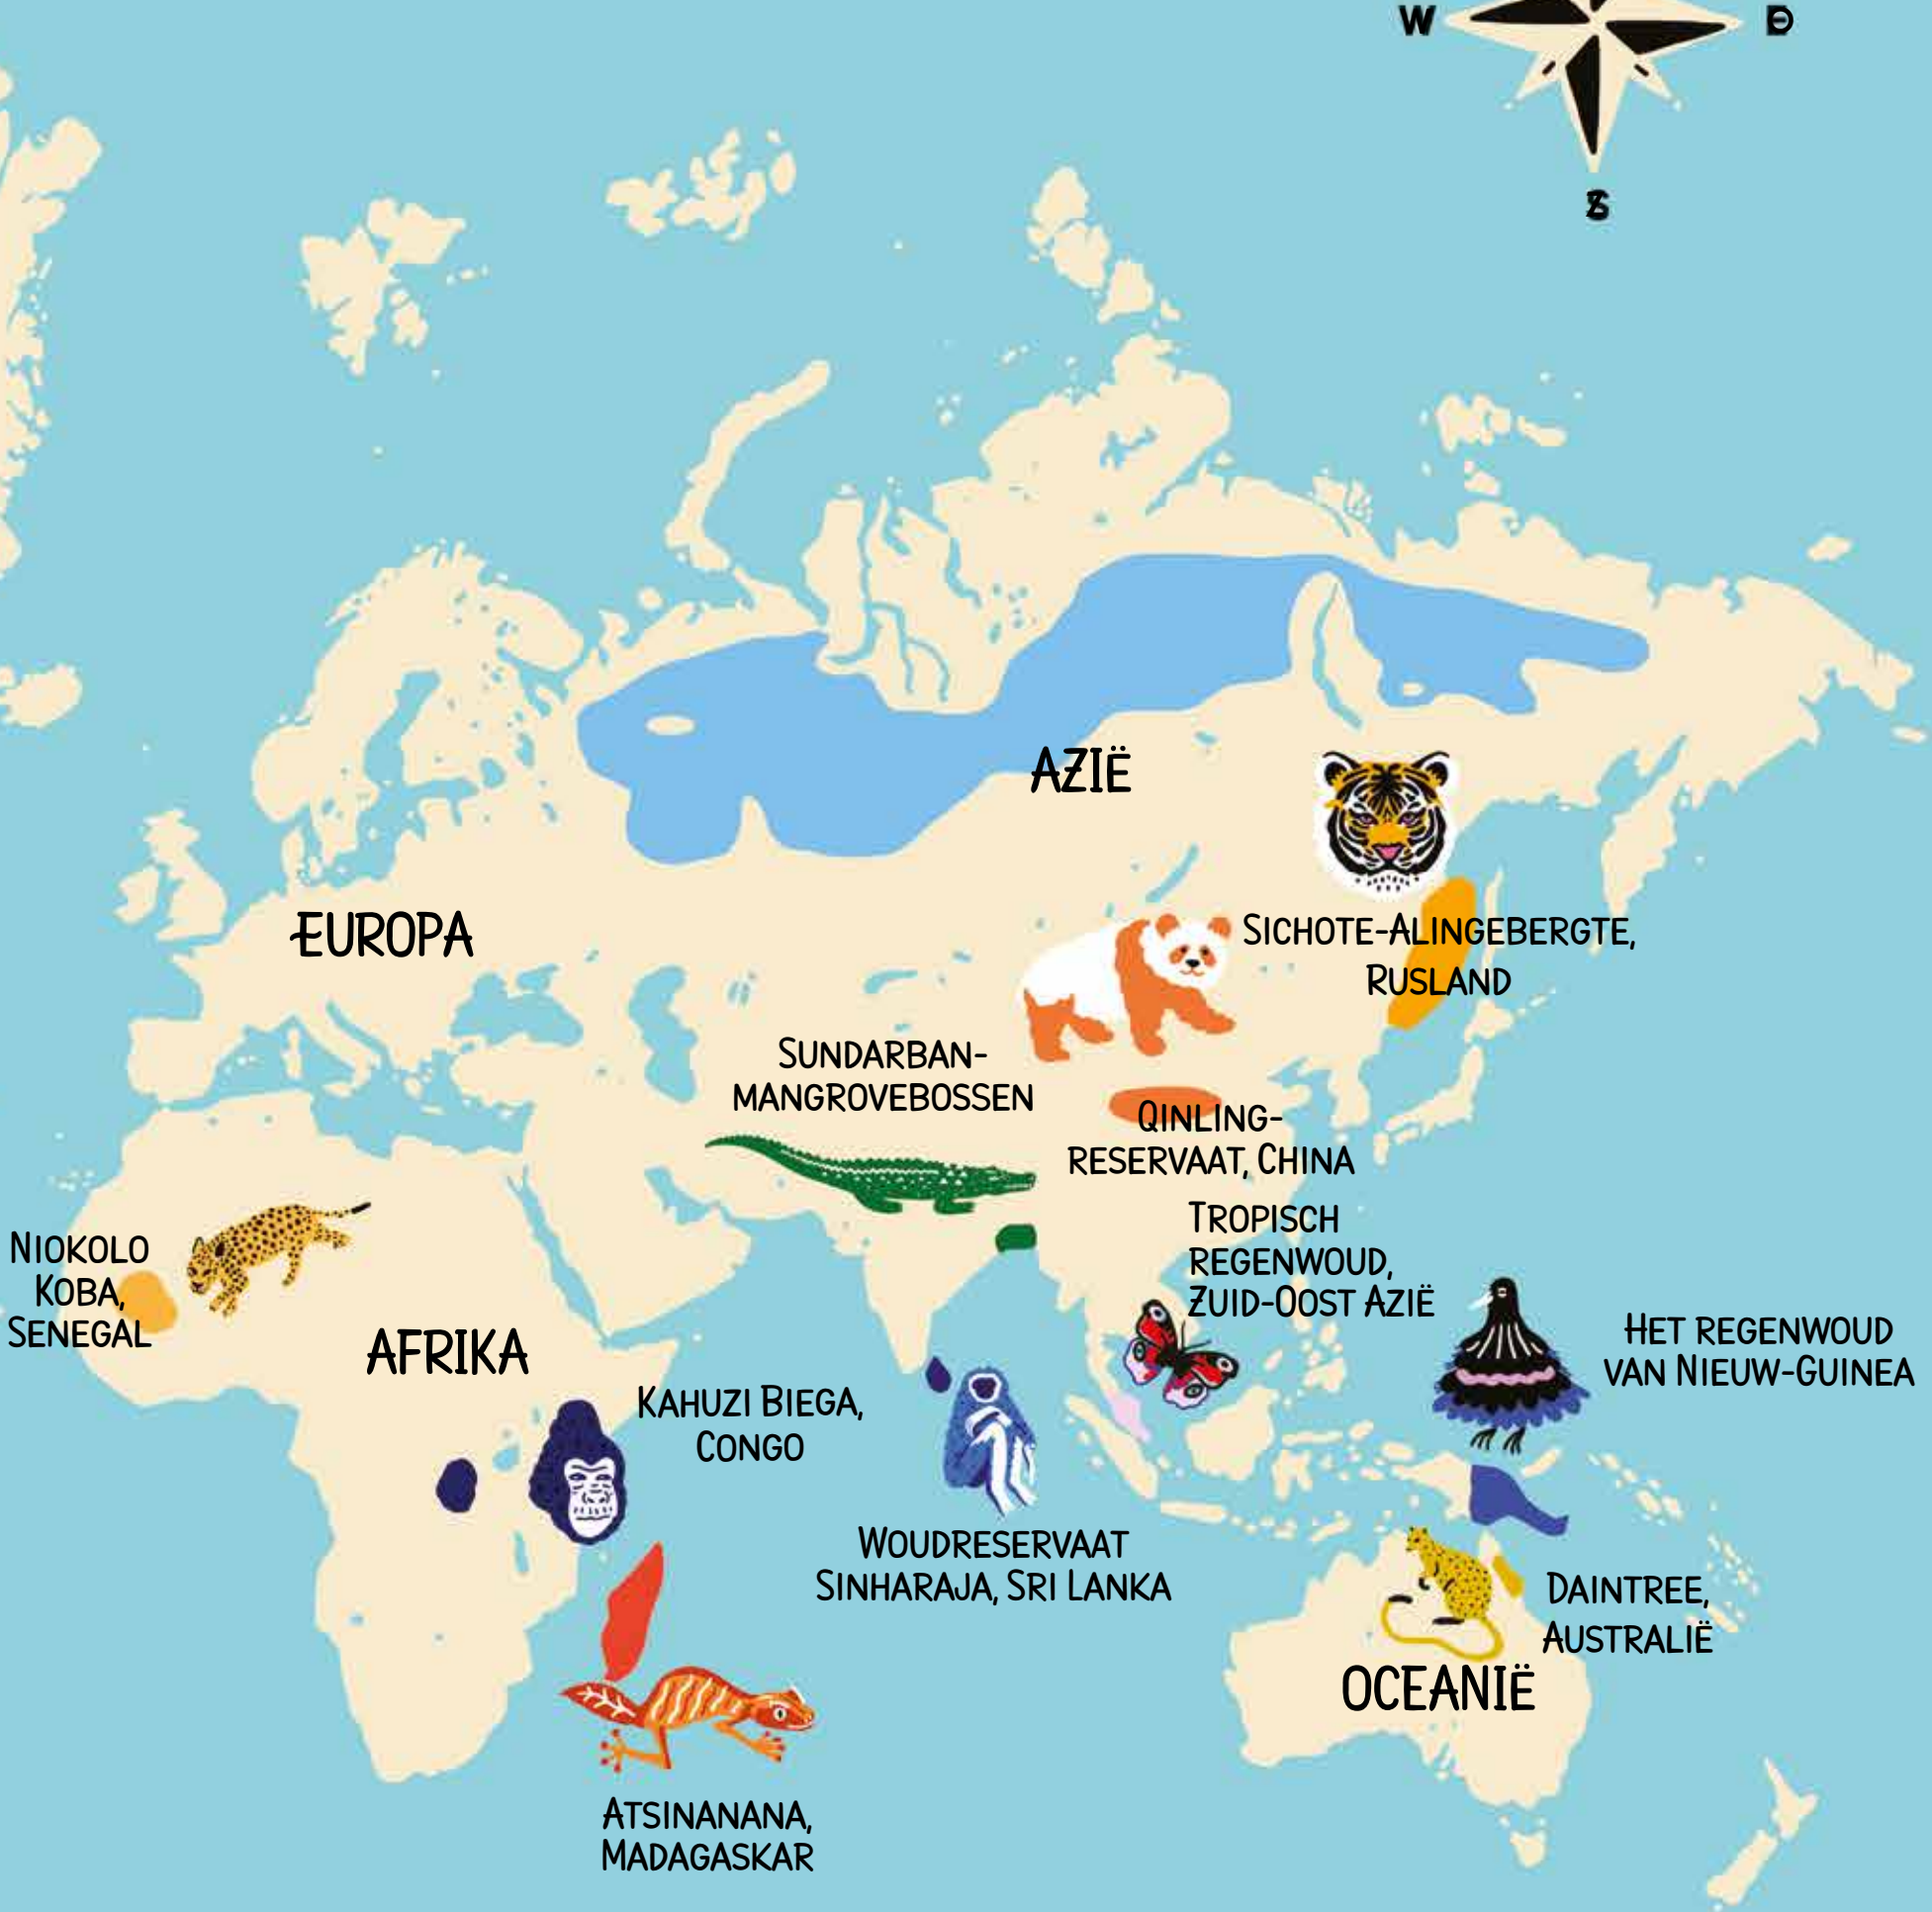 W
AZIË
EUROPA
SICHOTE-ALINGEBERGTE,
RUSLAND
SUNDARBAN-
MANGROVEBOSSEN
QINLING-
RESERVAAT, CHINA
TROPISCH
REGENWOUD,
ZUID-OOST AZIË
NIOKOLO
KOBA,
SENEGAL
AFRIKA
KAHUZI BIEGA,
CONGO
HET REGENWOUD
VAN NIEUW-GUINEA
WOUDRESERVAAT
SINHARAJA, SRI LANKA
DAINTREE,
AUSTRALIË
OCEANIË
ATSINANANA,
MADAGASKAR